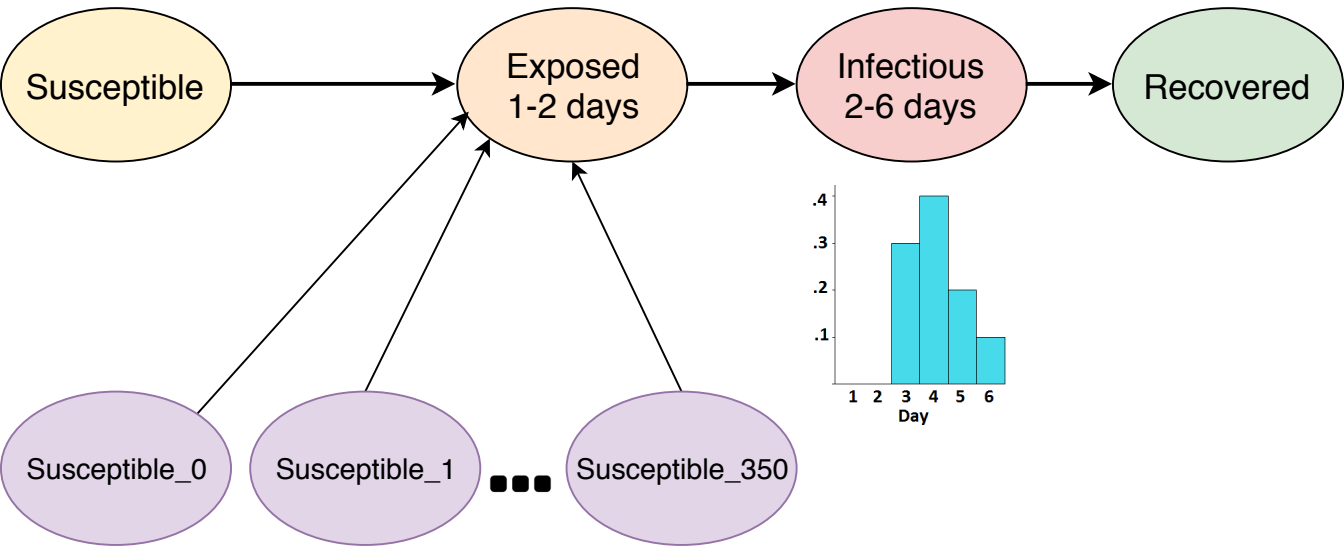 Susceptible
Exposed
1-2 days
Infectious
2-6 days
Recovered
.4
.3
.2
.1
1 2 3 4 5 6
Day
Susceptible_0
Susceptible_1
Susceptible_350